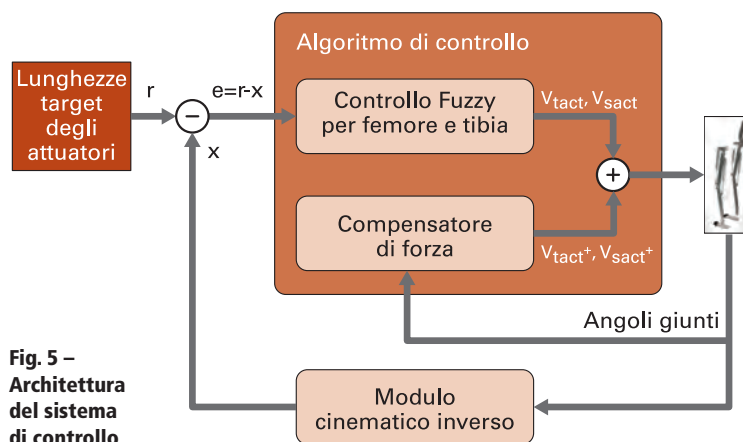 Algoritmo di controllo
Lunghezze
target
degli
attuatori
r
−
e=r-x
x
Controllo Fuzzy
per femore e tibia
Vtact, Vsact
+
Compensatore
di forza
Vtact+, Vsact+
Angoli giunti
Modulo
cinematico inverso
Fig. 5 –
Architettura
del sistema
di controllo